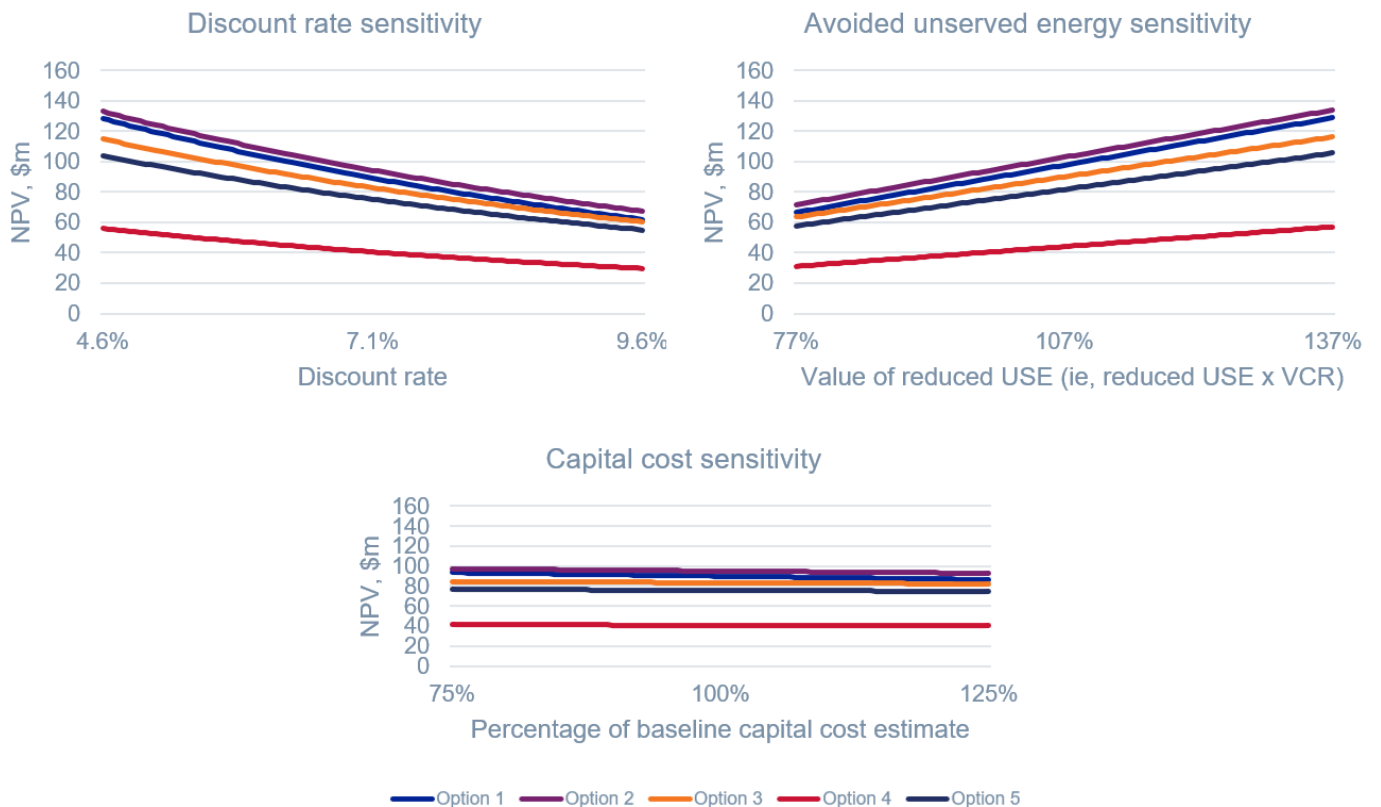 Discount rate sensitivity
160
140
120
100
80
60
40
20
0
NPV, $m
4.6% 7.1% 9.6%
Discount rate
Avoided unserved energy sensitivity
160
140
120
100
80
60
40
20
0
NPV, $m
77% 107% 137%
Value of reduced USE (ie, reduced USE x VCR)
Capital cost sensitivity
160
140
120
100
80
60
40
20
0
NPV, $m
75% 100% 125%
Percentage of baseline capital cost estimate
Option 1 Option 2 Option 3 Option 4 Option 5